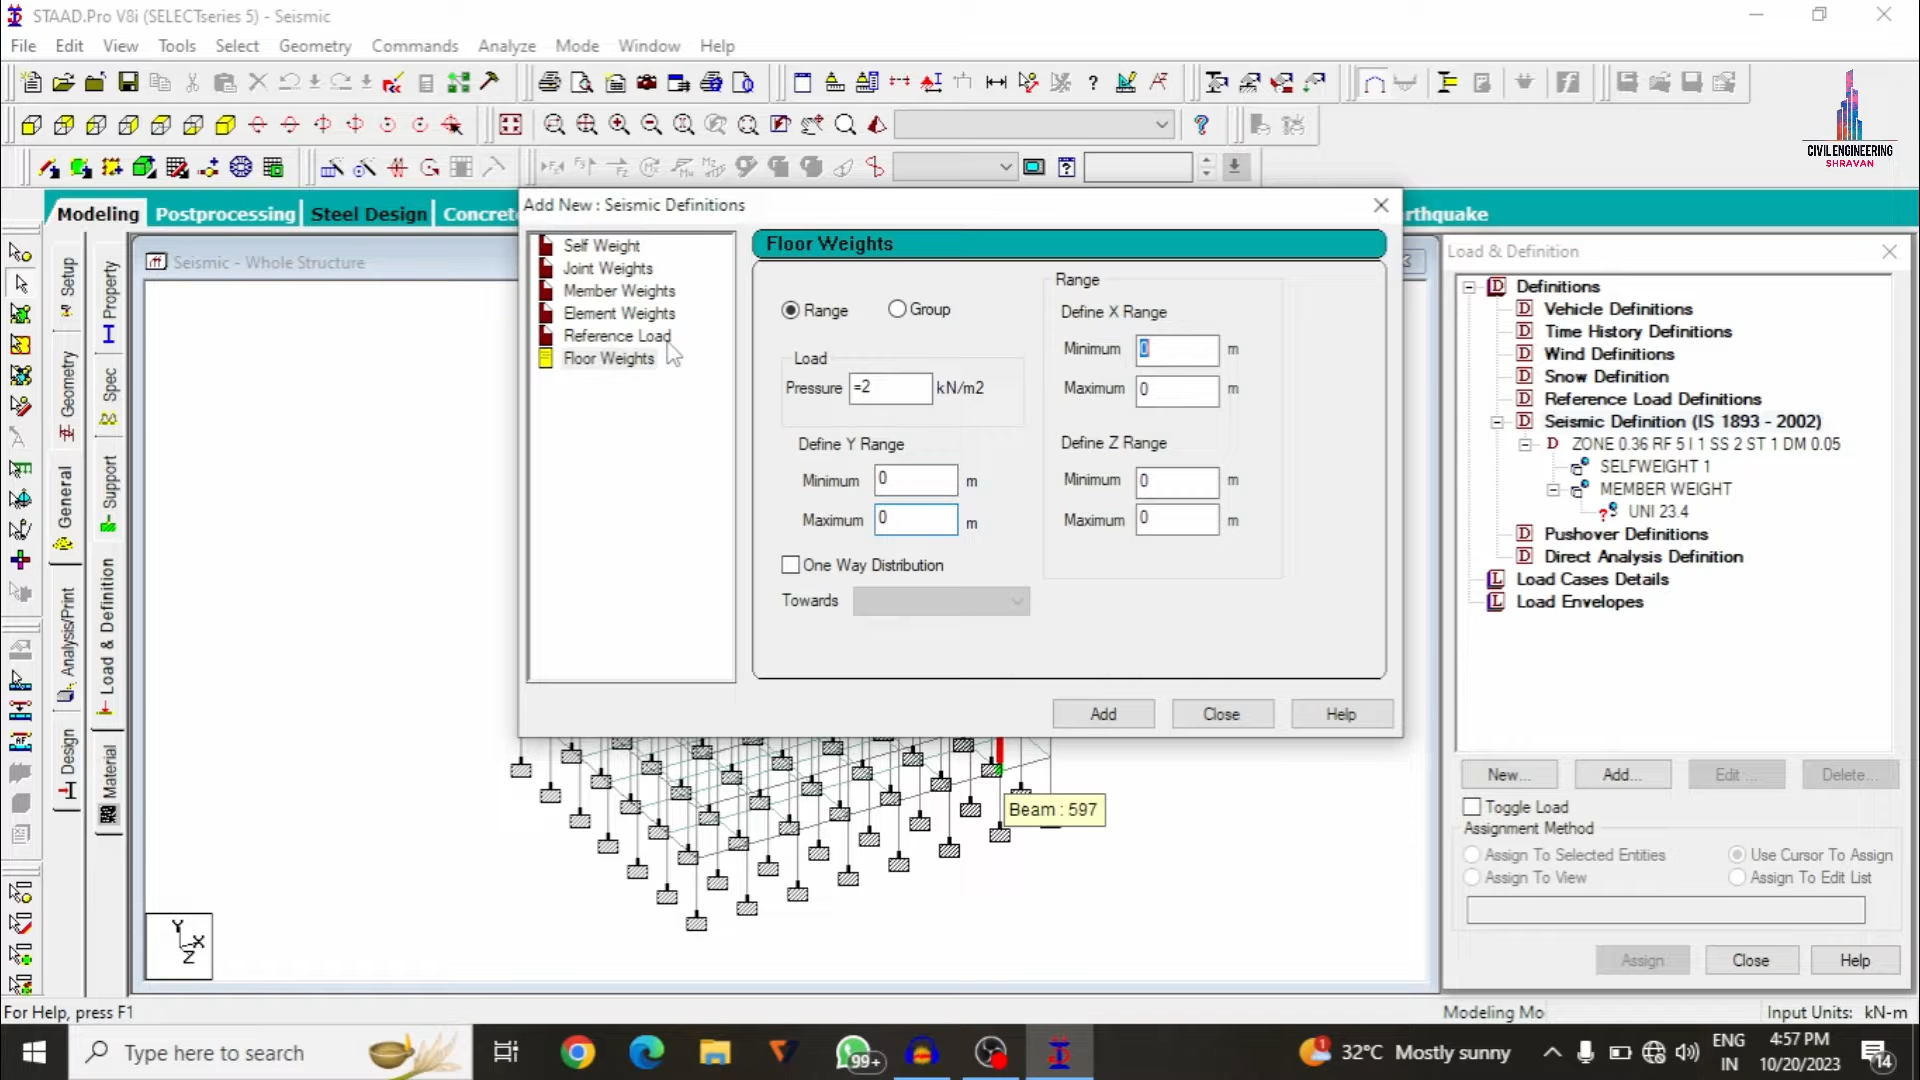 STAAD.Pro V8i (SELECTseries 5) - Seismic
File Edit View Tools Select Geometry Commands Analyze Mode Window Help
CIVIL ENGINEERING
SHRAVAN
Modeling Postprocessing Steel Design Concrete
rthquake
Seismic - Whole Structure
Setup
Geometry
General
Analysis/Print
Design
Property
Spec
Support
Load & Definition
Material
Add New : Seismic Definitions
Self Weight
Joint Weights
Member Weights
Element Weights
Reference Load
Floor Weights
Floor Weights
Range Group
Load
Pressure =2 kN/m2
Define Y Range
Minimum 0 m
Maximum 0 m
One Way Distribution
Towards
Range
Define X Range
Minimum 0 m
Maximum 0 m
Define Z Range
Minimum 0 m
Maximum 0 m
Add Close Help
Beam : 597
Y
X
Z
Load & Definition
Definitions
Vehicle Definitions
Time History Definitions
Wind Definitions
Snow Definition
Reference Load Definitions
Seismic Definition (IS 1893 - 2002)
ZONE 0.36 RF 5 I 1 SS 2 ST 1 DM 0.05
SELFWEIGHT 1
MEMBER WEIGHT
UNI 23.4
Pushover Definitions
Direct Analysis Definition
Load Cases Details
Load Envelopes
New... Add... Edit ... Delete...
Toggle Load
Assignment Method
Assign To Selected Entities Use Cursor To Assign
Assign To View Assign To Edit List
Assign Close Help
For Help, press F1
Modeling Mo
Input Units: kN-m
Type here to search
99+
1
32°C Mostly sunny
ENG
IN
4:57 PM
10/20/2023
14